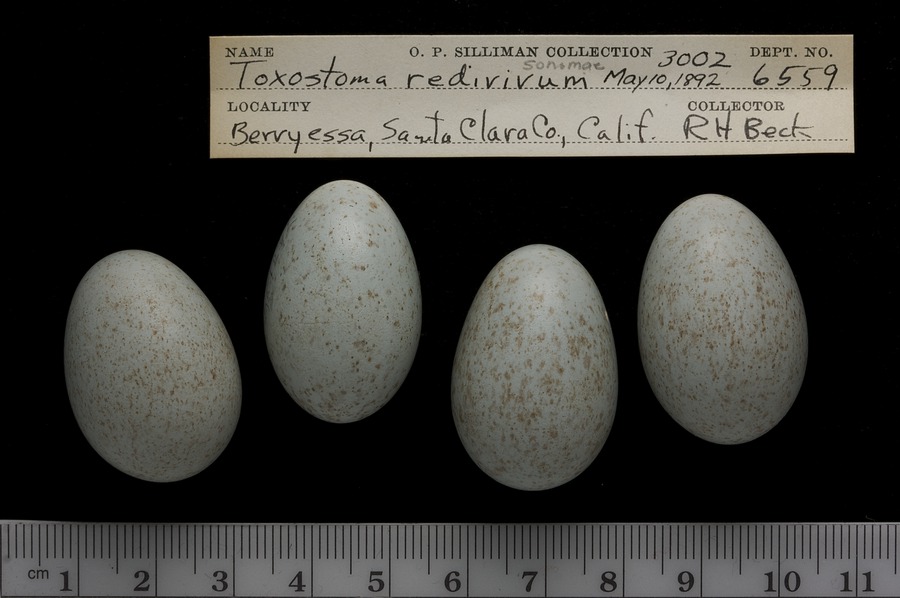 NAME O. P. SILLIMAN COLLECTION 3002 DEPT. NO.
sonomae
Toxostoma redivivum May 10, 1892 6559
LOCALITY COLLECTOR
Berryessa, Santa Clara Co., Calif. RH Beck
cm 1 2 3 4 5 6 7 8 9 10 11